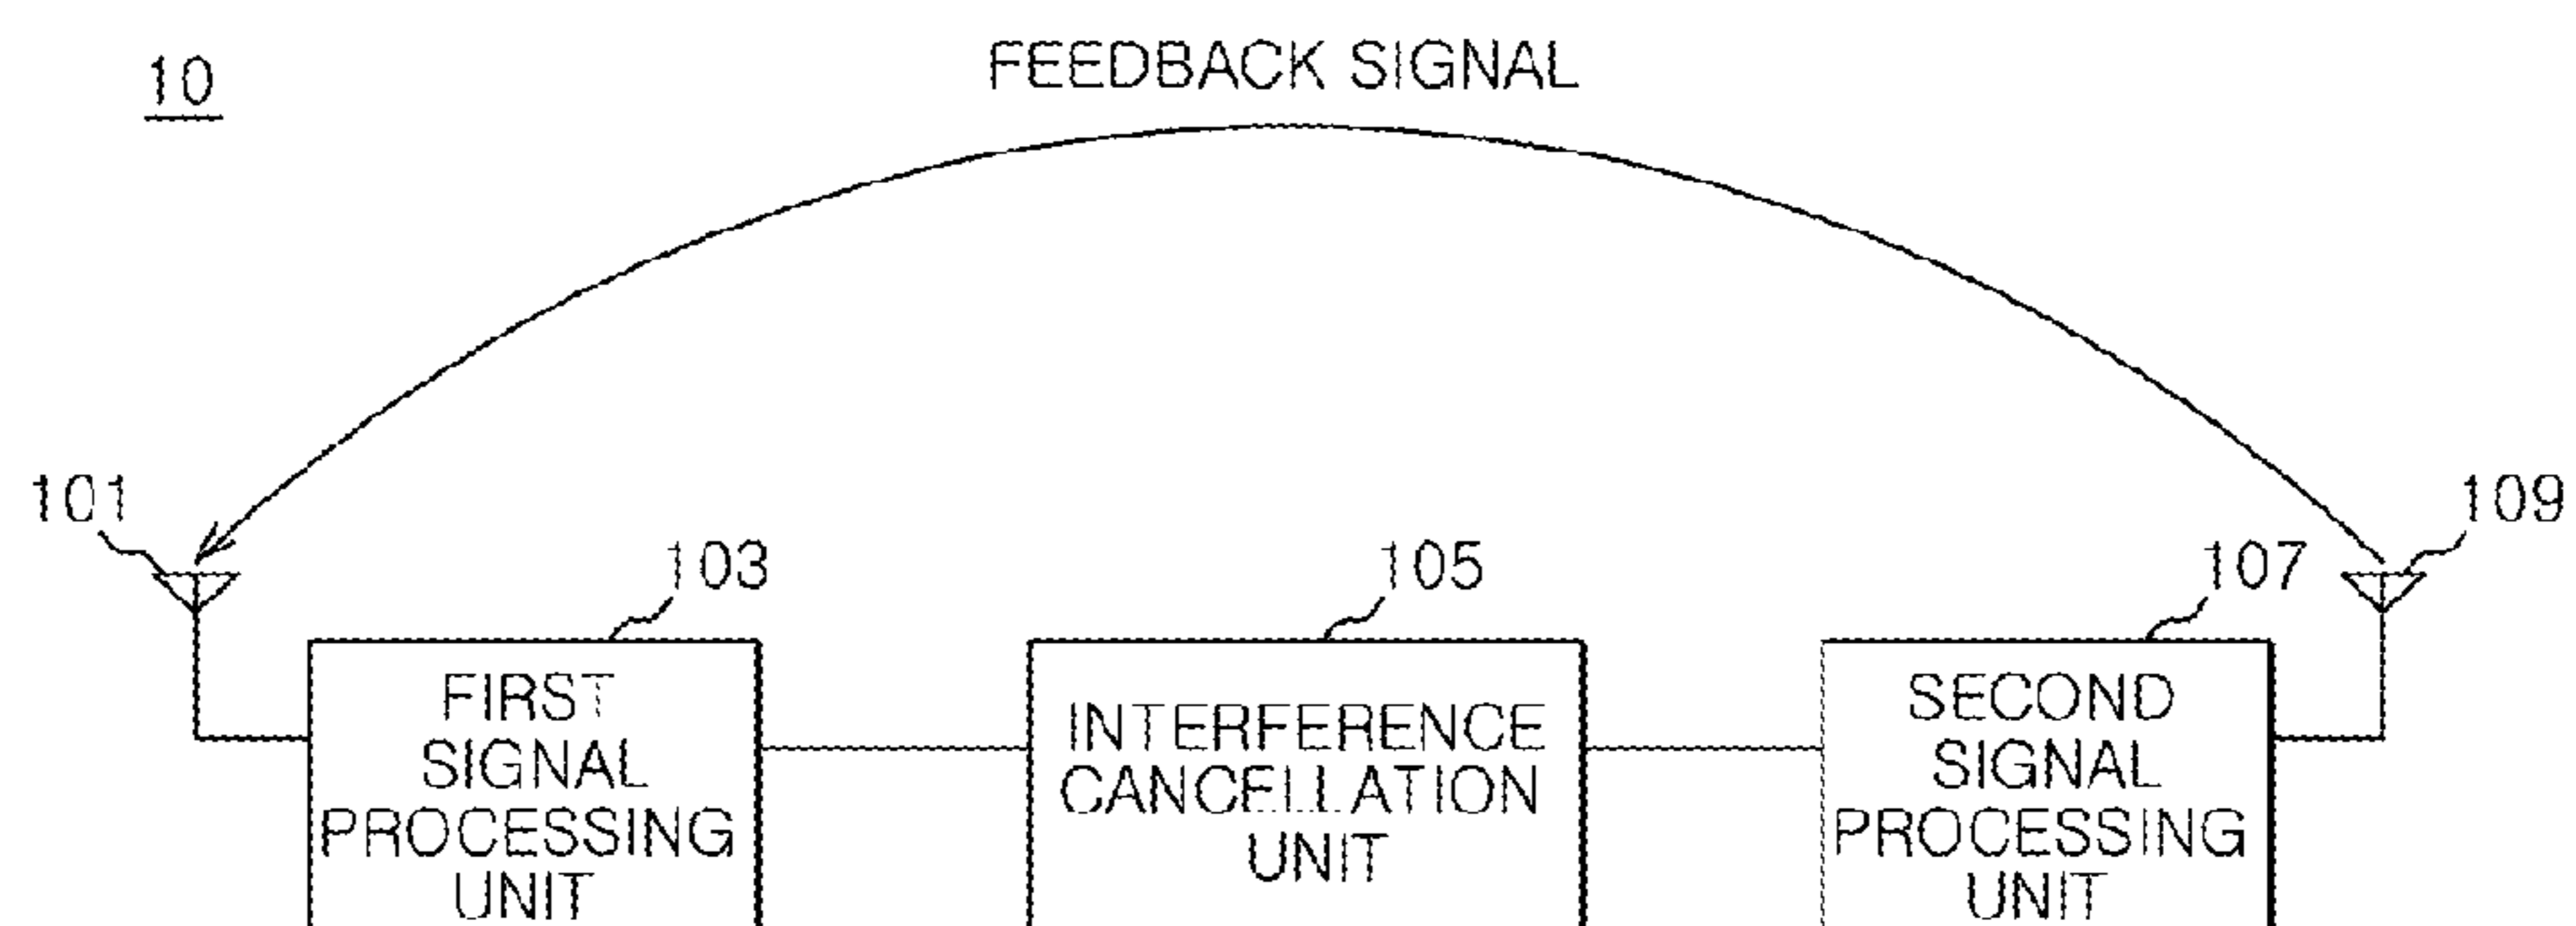 10
FEEDBACK SIGNAL
101
109
103
105
107
FIRST
SIGNAL
PROCESSING
UNIT
INTERFERENCE
CANCELLATION
UNIT
SECOND
SIGNAL
PROCESSING
UNIT